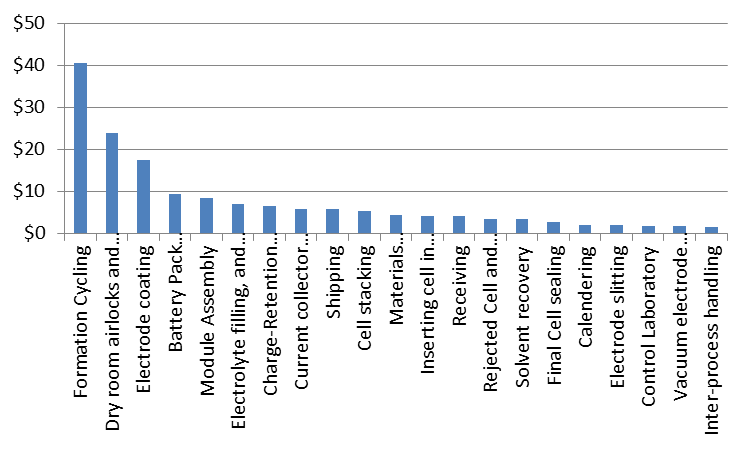 $50
$40
$30
$20
$10
$0
Formation Cycling
Dry room airlocks and…
Electrode coating
Battery Pack…
Module Assembly
Electrolyte filling, and…
Charge-Retention…
Current collector…
Shipping
Cell stacking
Materials…
Inserting cell in…
Receiving
Rejected Cell and…
Solvent recovery
Final Cell sealing
Calendering
Electrode slitting
Control Laboratory
Vacuum electrode…
Inter-process handling